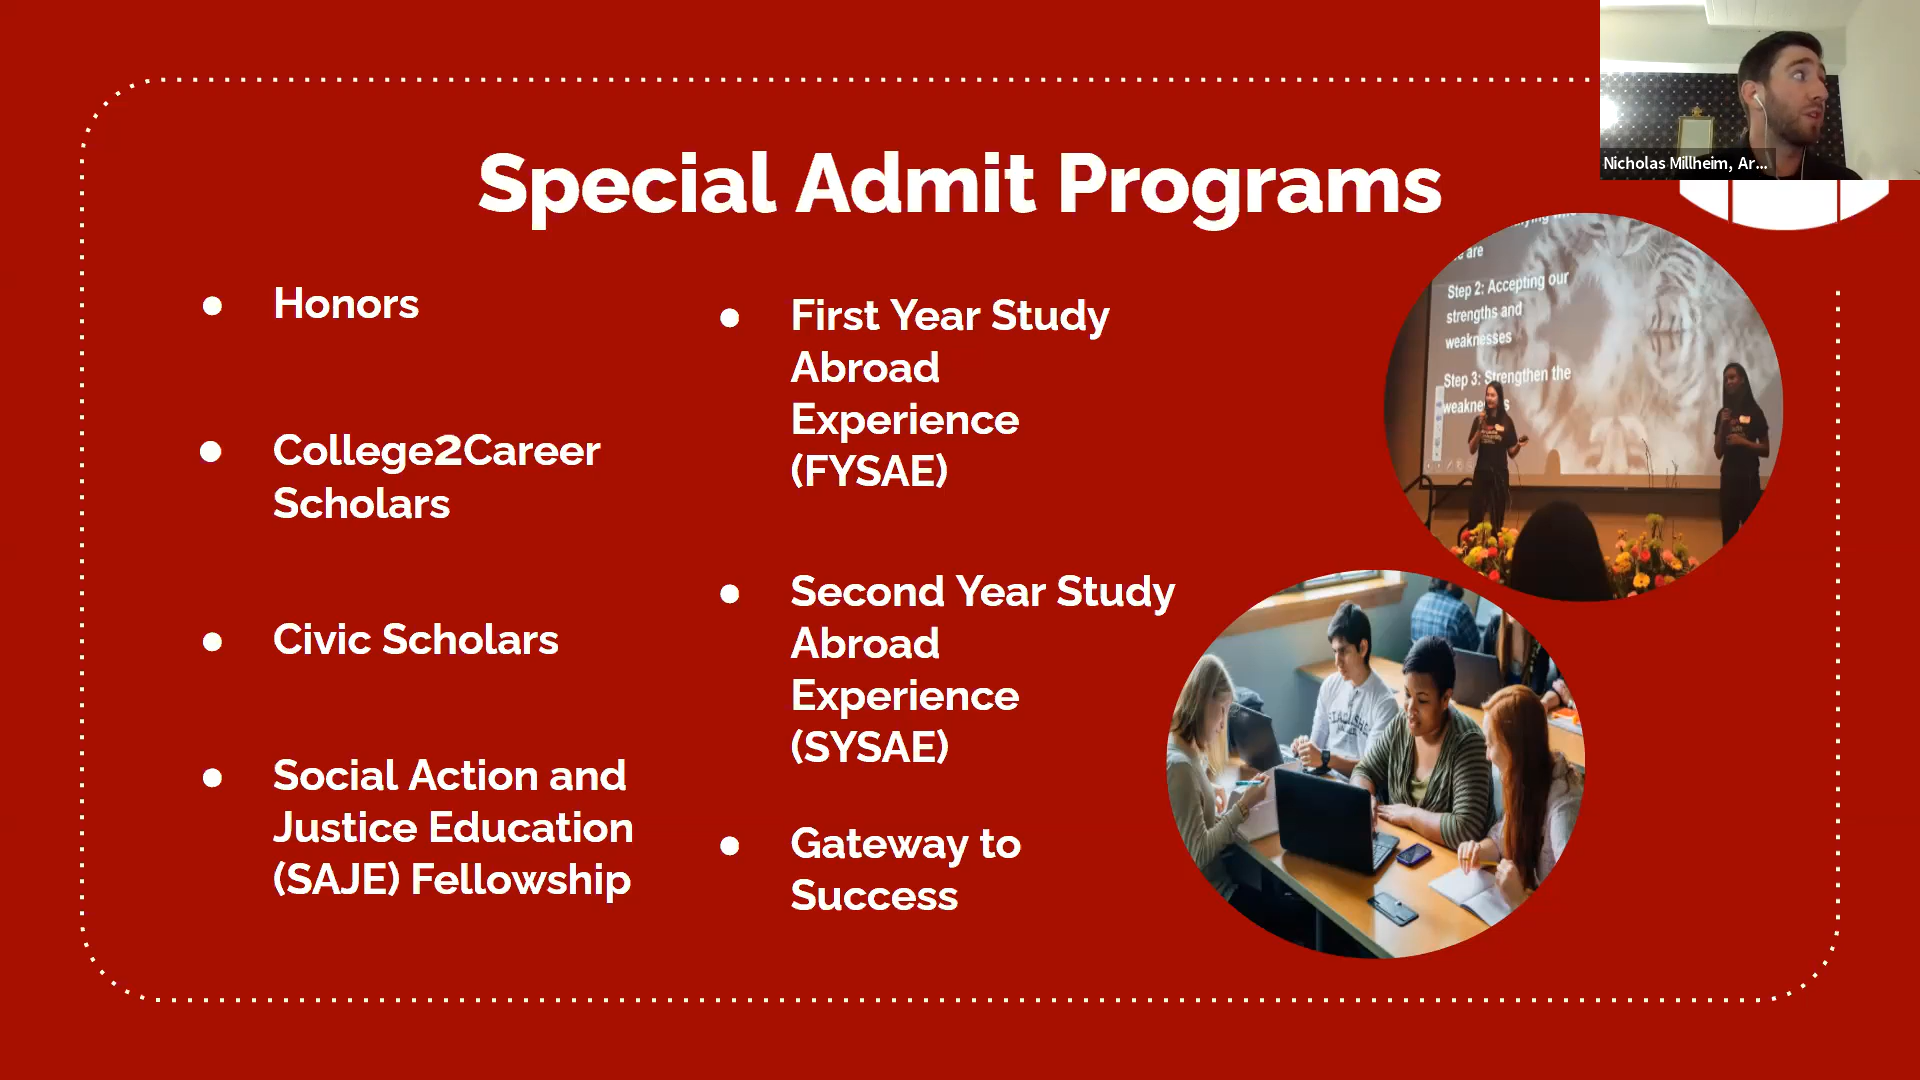 Special Admit Programs
Nicholas Millheim, Ar...
Honors
College2Career
Scholars
Civic Scholars
Social Action and
Justice Education
(SAJE) Fellowship
First Year Study
Abroad
Experience
(FYSAE)
Second Year Study
Abroad
Experience
(SYSAE)
Gateway to
Success
are
Step 2: Accepting our
strengths and
weaknesses
Step 3: Strengthen the